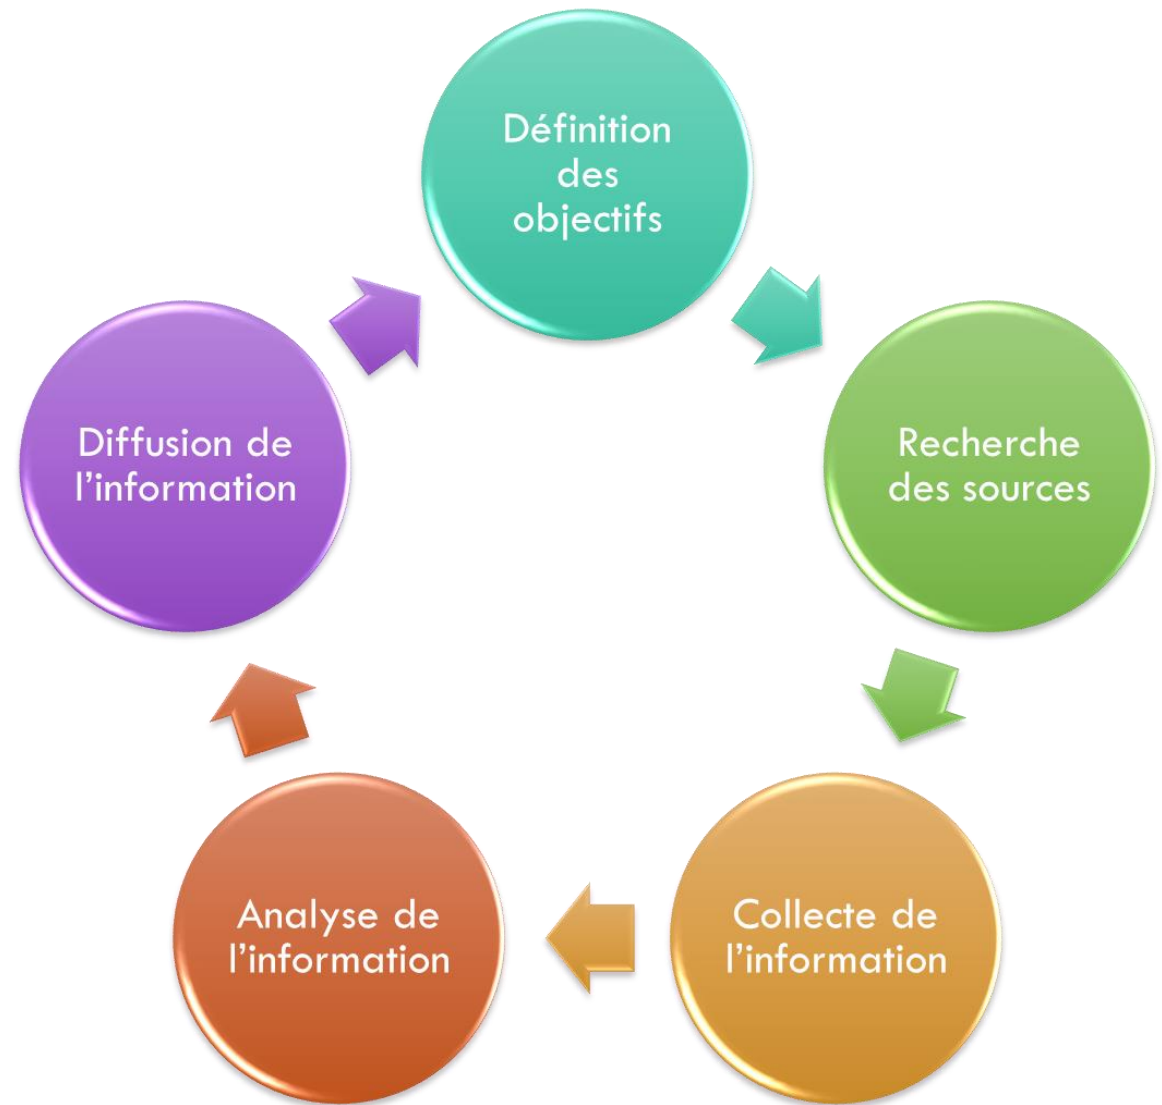 Définition
des
objectifs
Recherche
des sources
Collecte de
l’information
Analyse de
l’information
Diffusion de
l’information